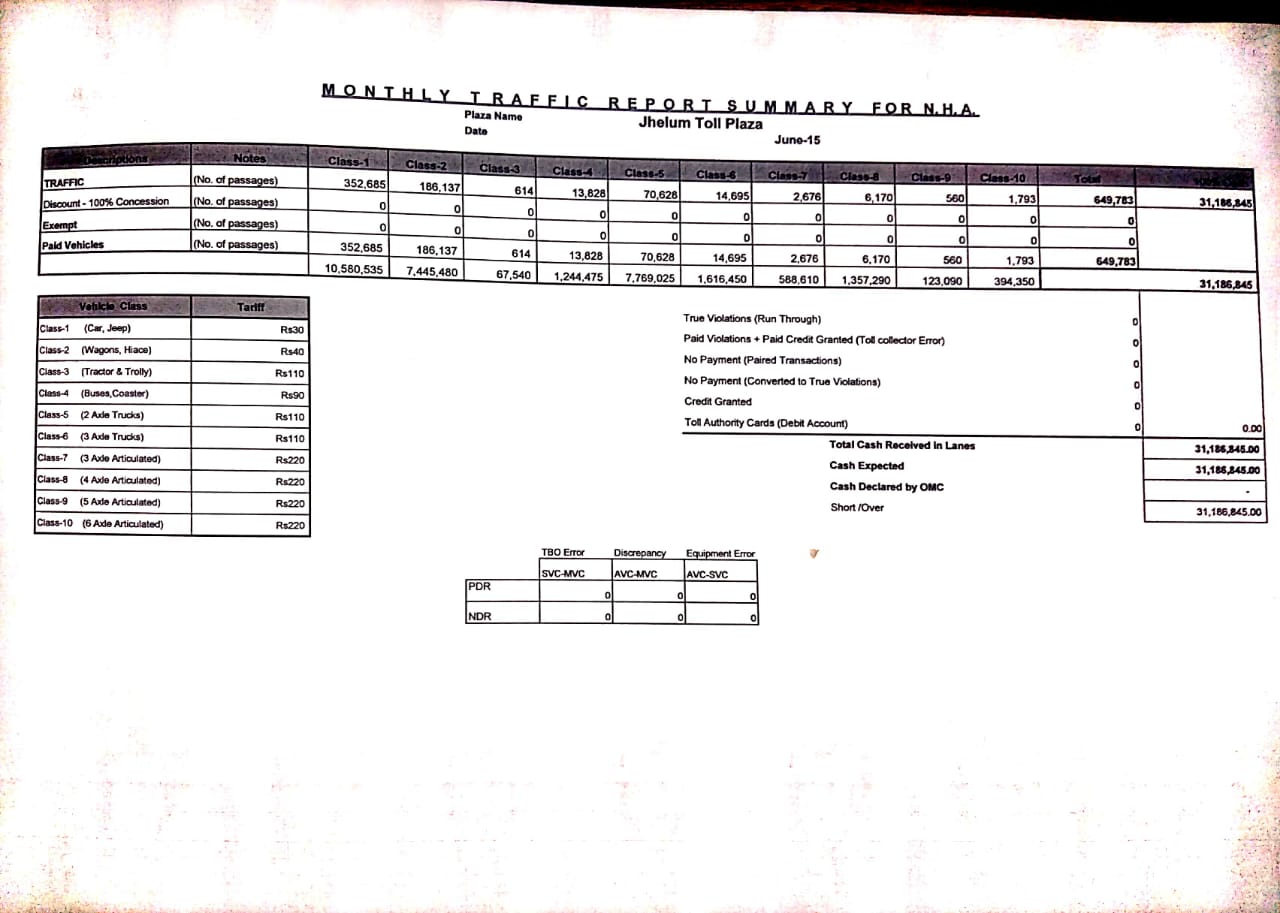 MONTHLY TRAFFIC REPORT SUMMARY FOR N.H.A.
Plaza Name Jhelum Toll Plaza
Date June-15
Descriptions Notes Class-1 Class-2 Class-3 Class-4 Class-5 Class-6 Class-7 Class-8 Class-9 Class-10 Total
TRAFFIC (No. of passages) 352,685 186,137 614 13,828 70,628 14,695 2,676 6,170 560 1,793 649,783 31,186,845
Discount - 100% Concession (No. of passages) 0 0 0 0 0 0 0 0 0 0 0
Exempt (No. of passages) 0 0 0 0 0 0 0 0 0 0 0
Paid Vehicles (No. of passages) 352,685 186,137 614 13,828 70,628 14,695 2,676 6,170 560 1,793 649,783
10,580,535 7,445,480 67,540 1,244,475 7,769,025 1,616,450 588,610 1,357,290 123,090 394,350 31,186,845
Vehicle Class Tariff
Class-1 (Car, Jeep) Rs30
Class-2 (Wagons, Hiace) Rs40
Class-3 (Tractor & Trolly) Rs110
Class-4 (Buses,Coaster) Rs90
Class-5 (2 Axle Trucks) Rs110
Class-6 (3 Axle Trucks) Rs110
Class-7 (3 Axle Articulated) Rs220
Class-8 (4 Axle Articulated) Rs220
Class-9 (5 Axle Articulated) Rs220
Class-10 (6 Axle Articulated) Rs220
True Violations (Run Through) 0
Paid Violations + Paid Credit Granted (Toll collector Error) 0
No Payment (Paired Transactions) 0
No Payment (Converted to True Violations) 0
Credit Granted 0
Toll Authority Cards (Debit Account) 0 0.00
Total Cash Received in Lanes 31,186,845.00
Cash Expected 31,186,845.00
Cash Declared by OMC -
Short /Over 31,186,845.00
TBO Error Discrepancy Equipment Error
SVC-MVC AVC-MVC AVC-SVC
PDR 0 0 0
NDR 0 0 0